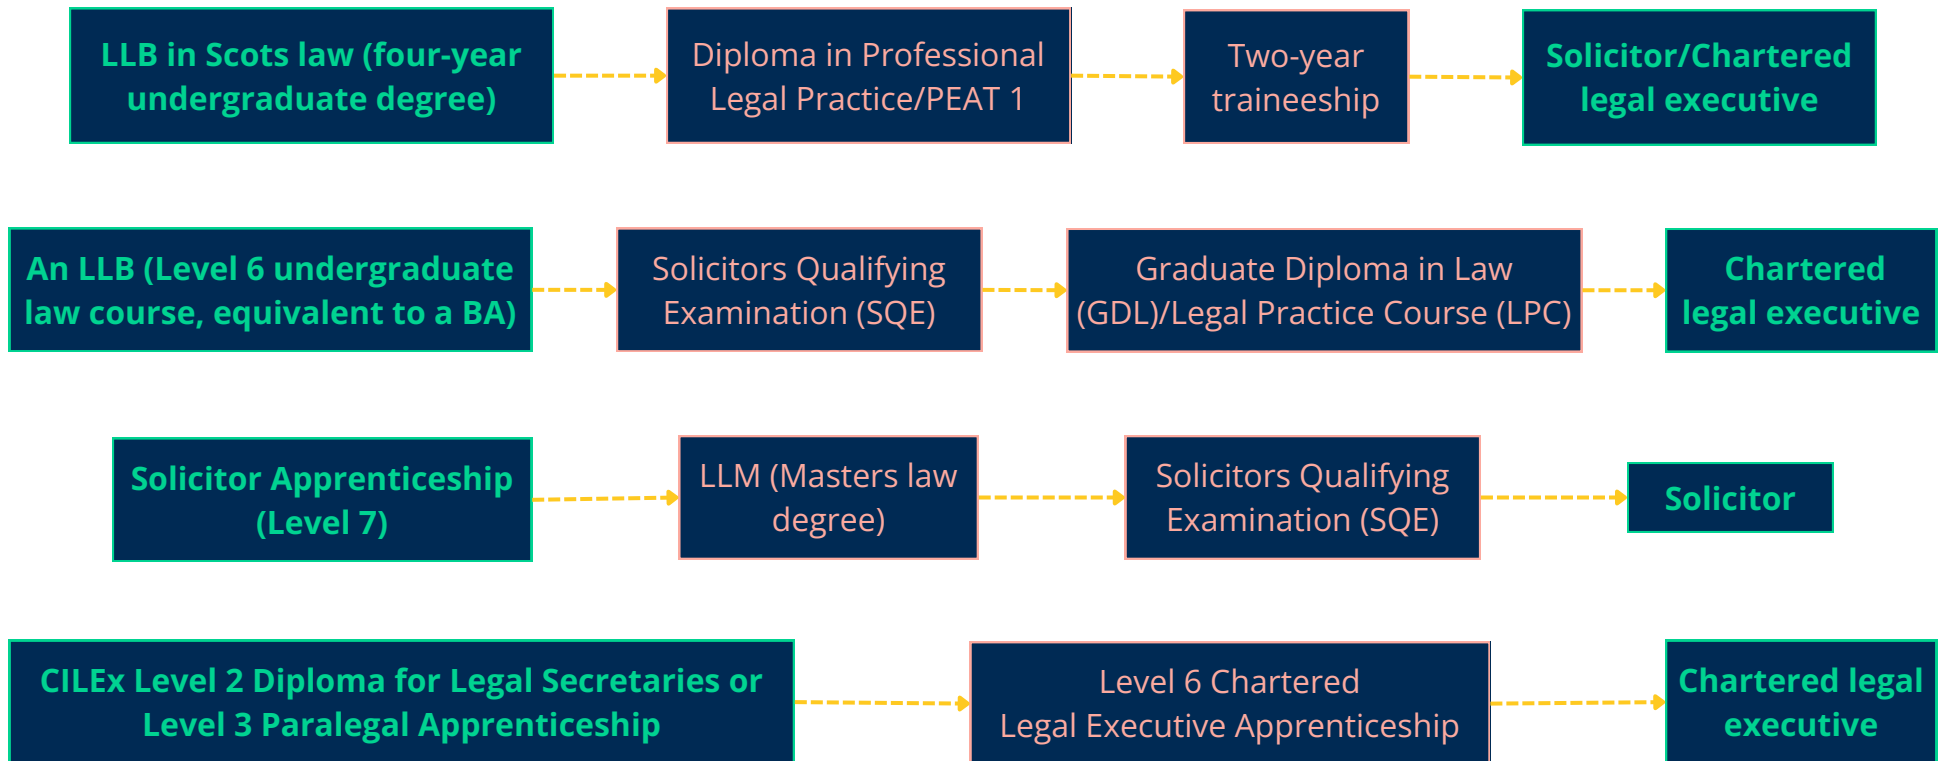 LLB in Scots law (four-year
undergraduate degree)
Diploma in Professional
Legal Practice/PEAT 1
Two-year
traineeship
Solicitor/Chartered
legal executive
An LLB (Level 6 undergraduate
law course, equivalent to a BA)
Solicitors Qualifying
Examination (SQE)
Graduate Diploma in Law
(GDL)/Legal Practice Course (LPC)
Chartered
legal executive
Solicitor Apprenticeship
(Level 7)
LLM (Masters law
degree)
Solicitors Qualifying
Examination (SQE)
Solicitor
CILEx Level 2 Diploma for Legal Secretaries or
Level 3 Paralegal Apprenticeship
Level 6 Chartered
Legal Executive Apprenticeship
Chartered legal
executive